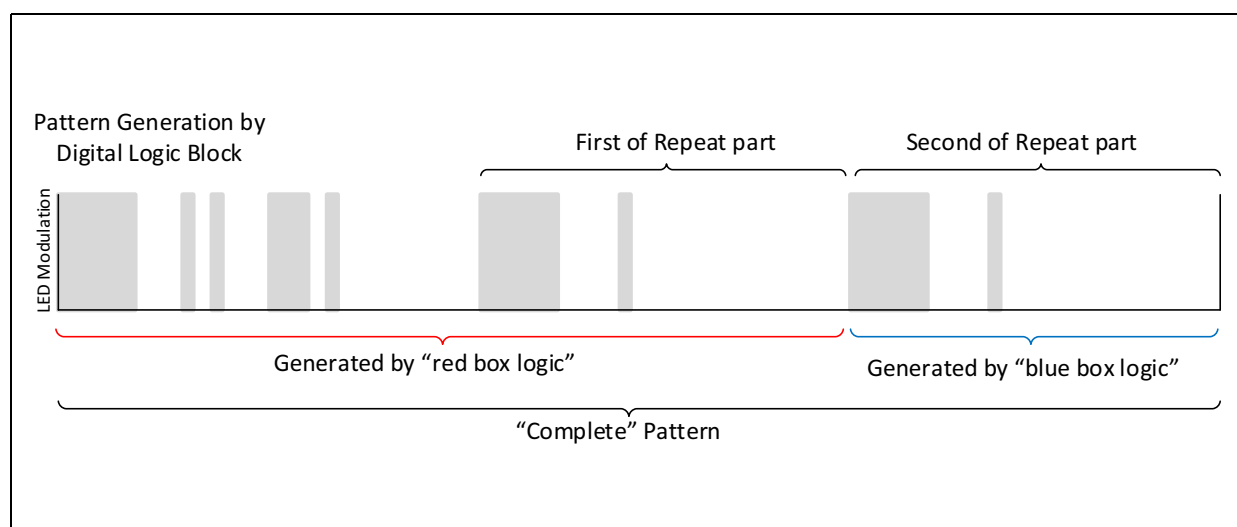 Pattern Generation by
Digital Logic Block
First of Repeat part
Second of Repeat part
LED Modulation
Generated by “red box logic”
Generated by “blue box logic”
“Complete” Pattern